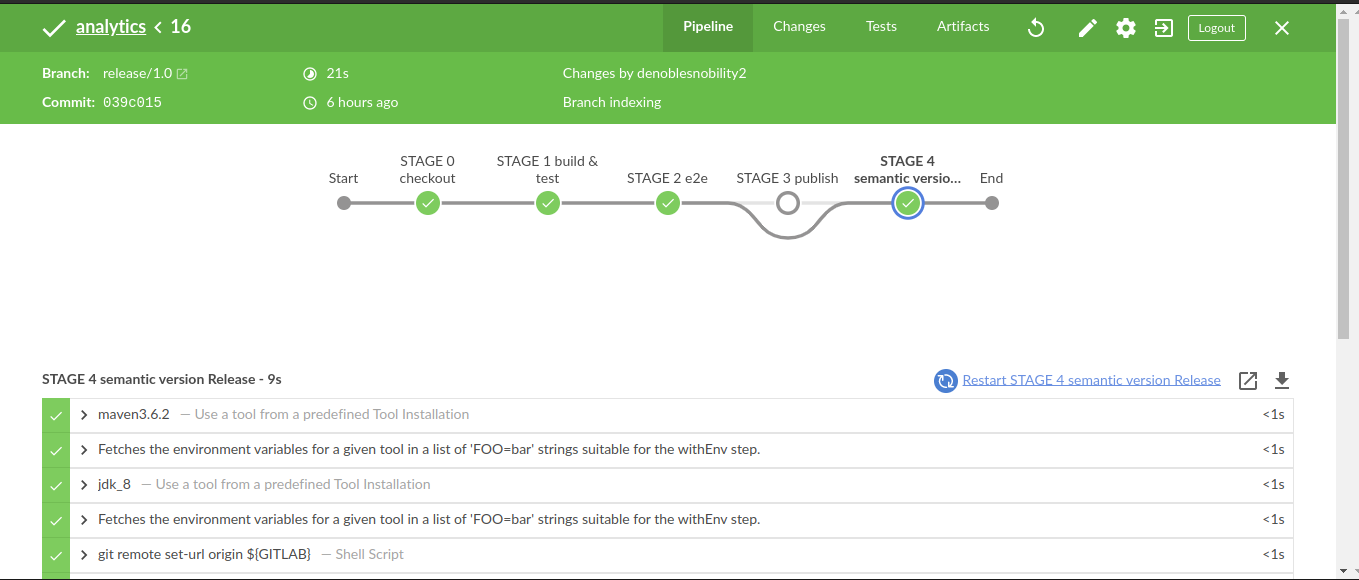 analytics < 16 Pipeline Changes Tests Artifacts Logout
Branch: release/1.0 21s Changes by denoblesnobility2
Commit: 039c015 6 hours ago Branch indexing
Start
STAGE 0
checkout
STAGE 1 build &
test
STAGE 2 e2e
STAGE 3 publish
STAGE 4
semantic versio...
End
STAGE 4 semantic version Release - 9s Restart STAGE 4 semantic version Release
maven3.6.2 — Use a tool from a predefined Tool Installation <1s
Fetches the environment variables for a given tool in a list of 'FOO=bar' strings suitable for the withEnv step. <1s
jdk_8 — Use a tool from a predefined Tool Installation <1s
Fetches the environment variables for a given tool in a list of 'FOO=bar' strings suitable for the withEnv step. <1s
git remote set-url origin ${GITLAB} — Shell Script <1s